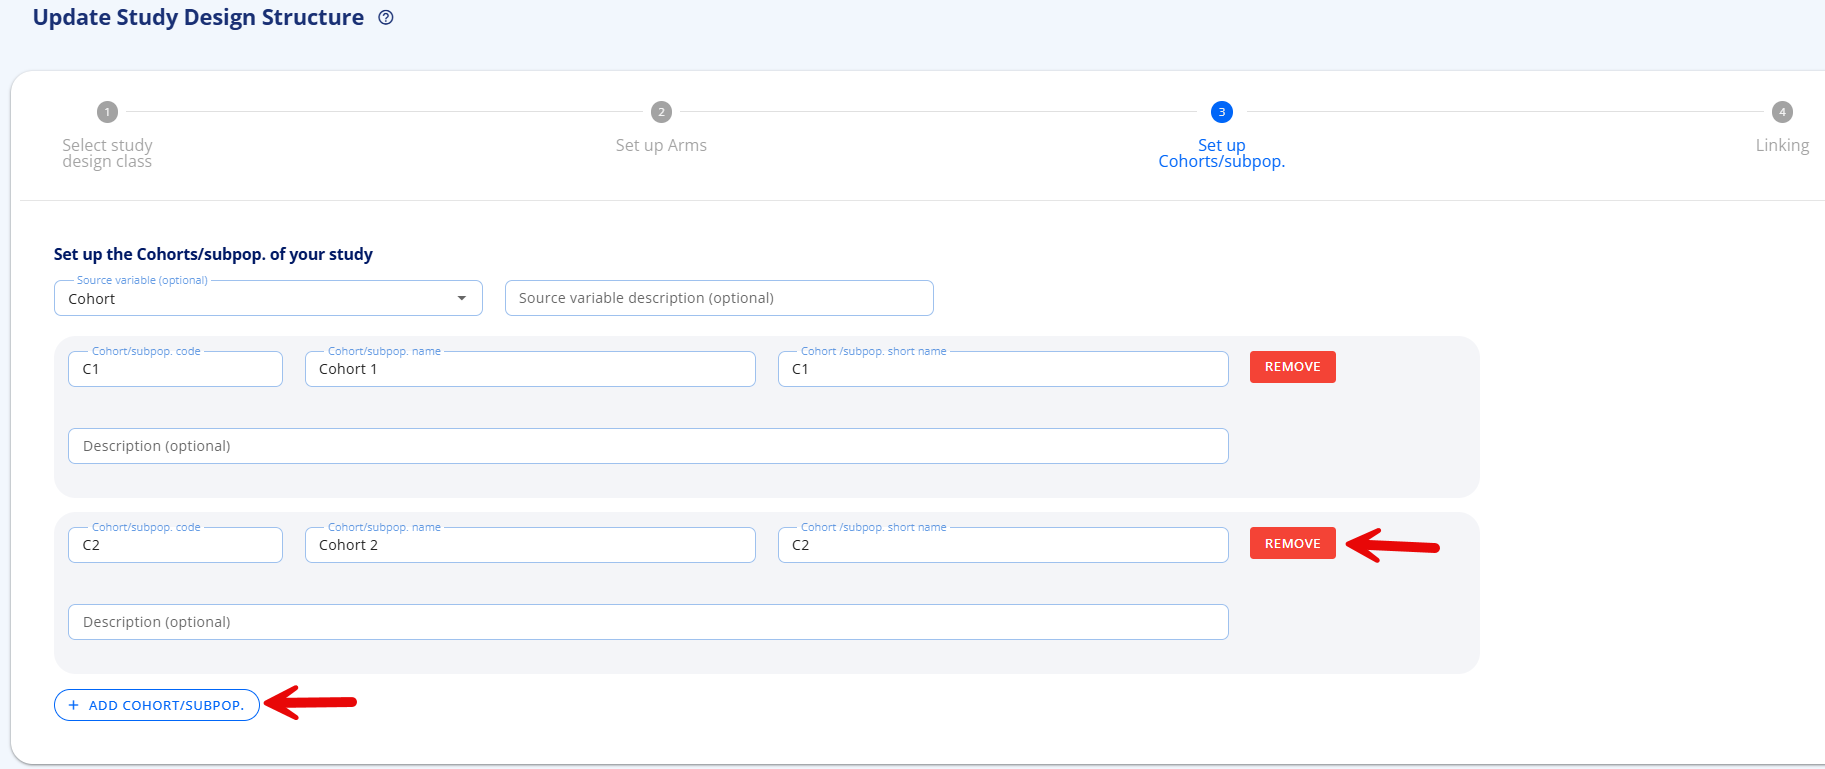 Update Study Design Structure ?
1 2 3 4
Select study
design class
Set up Arms
Set up
Cohorts/subpop.
Linking
Set up the Cohorts/subpop. of your study
Source variable (optional)
Cohort
Source variable description (optional)
Cohort/subpop. code Cohort/subpop. name Cohort /subpop. short name
C1 Cohort 1 C1 REMOVE
Description (optional)
Cohort/subpop. code Cohort/subpop. name Cohort /subpop. short name
C2 Cohort 2 C2 REMOVE
Description (optional)
+ ADD COHORT/SUBPOP.